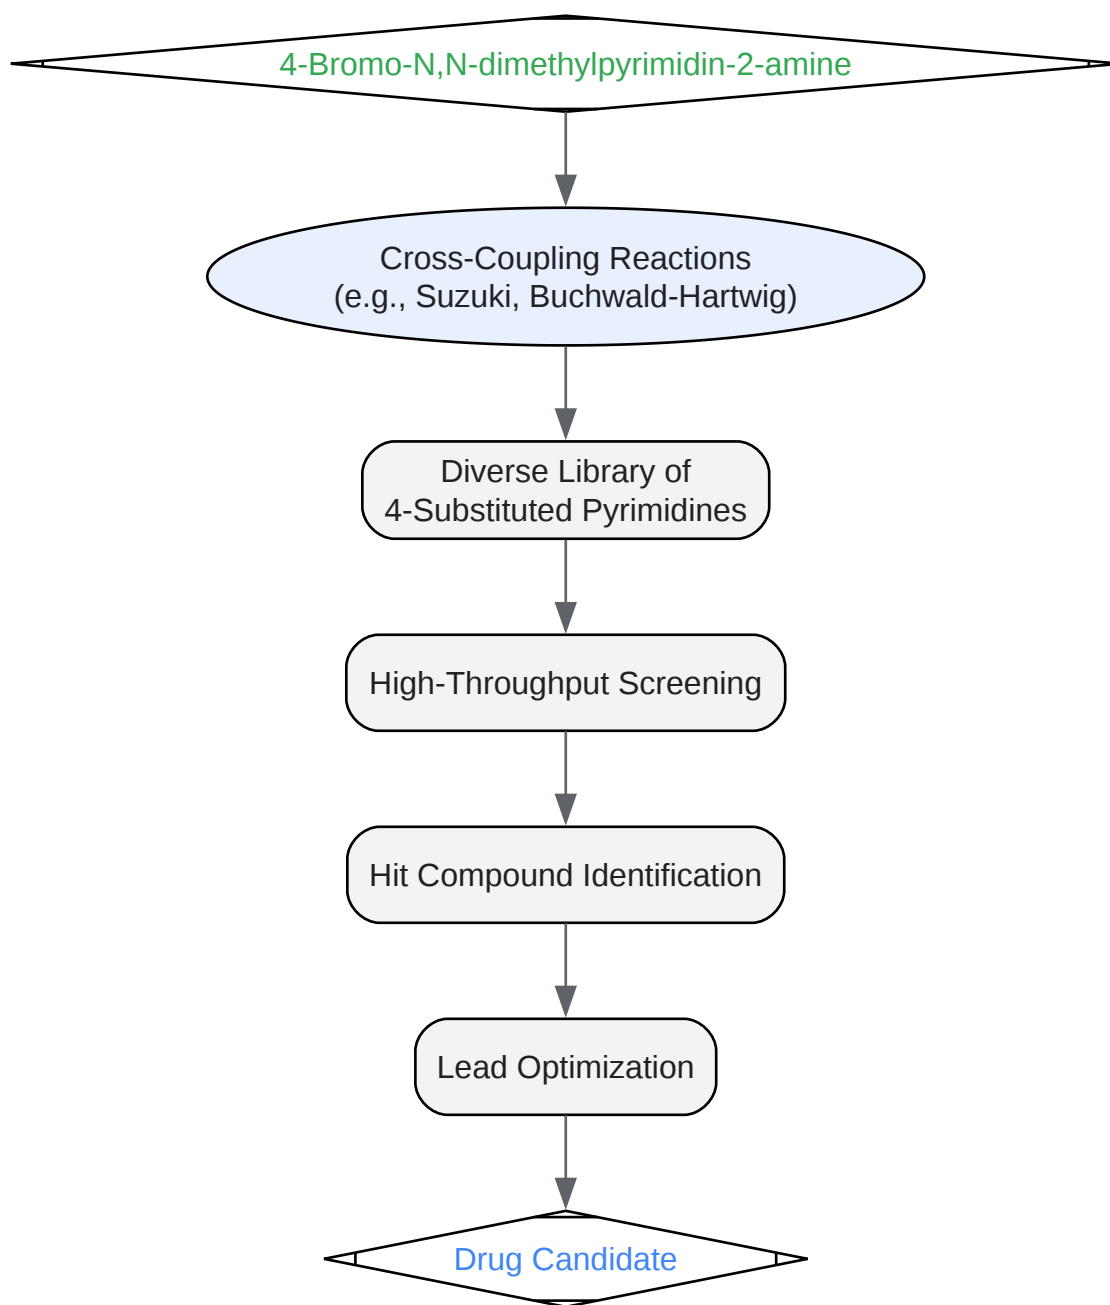 4-Bromo-N,N-dimethylpyrimidin-2-amine
Cross-Coupling Reactions
(e.g., Suzuki, Buchwald-Hartwig)
Diverse Library of
4-Substituted Pyrimidines
High-Throughput Screening
Hit Compound Identification
Lead Optimization
Drug Candidate